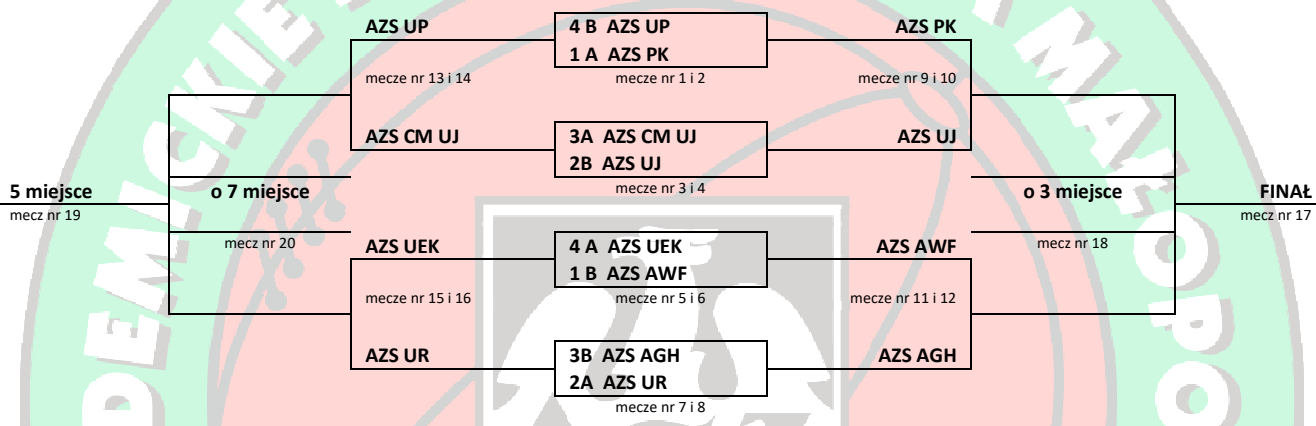 AZS UP
4 B AZS UP
AZS PK
1 A AZS PK
mecze nr 13 i 14
mecze nr 1 i 2
mecze nr 9 i 10
AZS CM UJ
3A AZS CM UJ
AZS UJ
2B AZS UJ
5 miejsce
o 7 miejsce
mecze nr 3 i 4
o 3 miejsce
FINAŁ
mecz nr 19
mecz nr 17
mecz nr 20
AZS UEK
4 A AZS UEK
AZS AWF
mecz nr 18
1 B AZS AWF
mecze nr 15 i 16
mecze nr 5 i 6
mecze nr 11 i 12
AZS UR
3B AZS AGH
AZS AGH
2A AZS UR
mecze nr 7 i 8
DEMICKIE
MAŁOPO